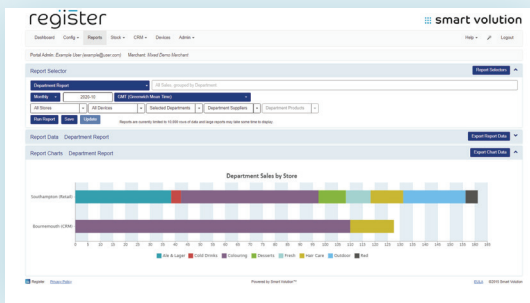 register
smart volution
Dashboard Config Reports Stock CRM Devices Admin Help Logout
Portal Admin: Example User (example@user.com) Merchant: Mixed Demo Merchant
Report Selector Report Selectors
Department Report All Sales, grouped by Department
Monthly 2020-10 GMT (Greenwich Mean Time)
All Stores All Devices Selected Departments Department Suppliers Department Products
Run Report Save Update Reports are currently limited to 10,000 rows of data and large reports may take some time to display.
Report Data Department Report Export Report Data
Report Charts Department Report Export Chart Data
Department Sales by Store
Southampton (Retail)
Bournemouth (CRM)
0 5 10 15 20 25 30 35 40 45 50 55 60 65 70 75 80 85 90 95 100 105 110 115 120 125 130 135 140 145 150 155 160 165
Ale & Lager Cold Drinks Colouring Desserts Fresh Hair Care Outdoor Red
Register Privacy Policy Powered by Smart Volution™ EULA ©2010 Smart Volution